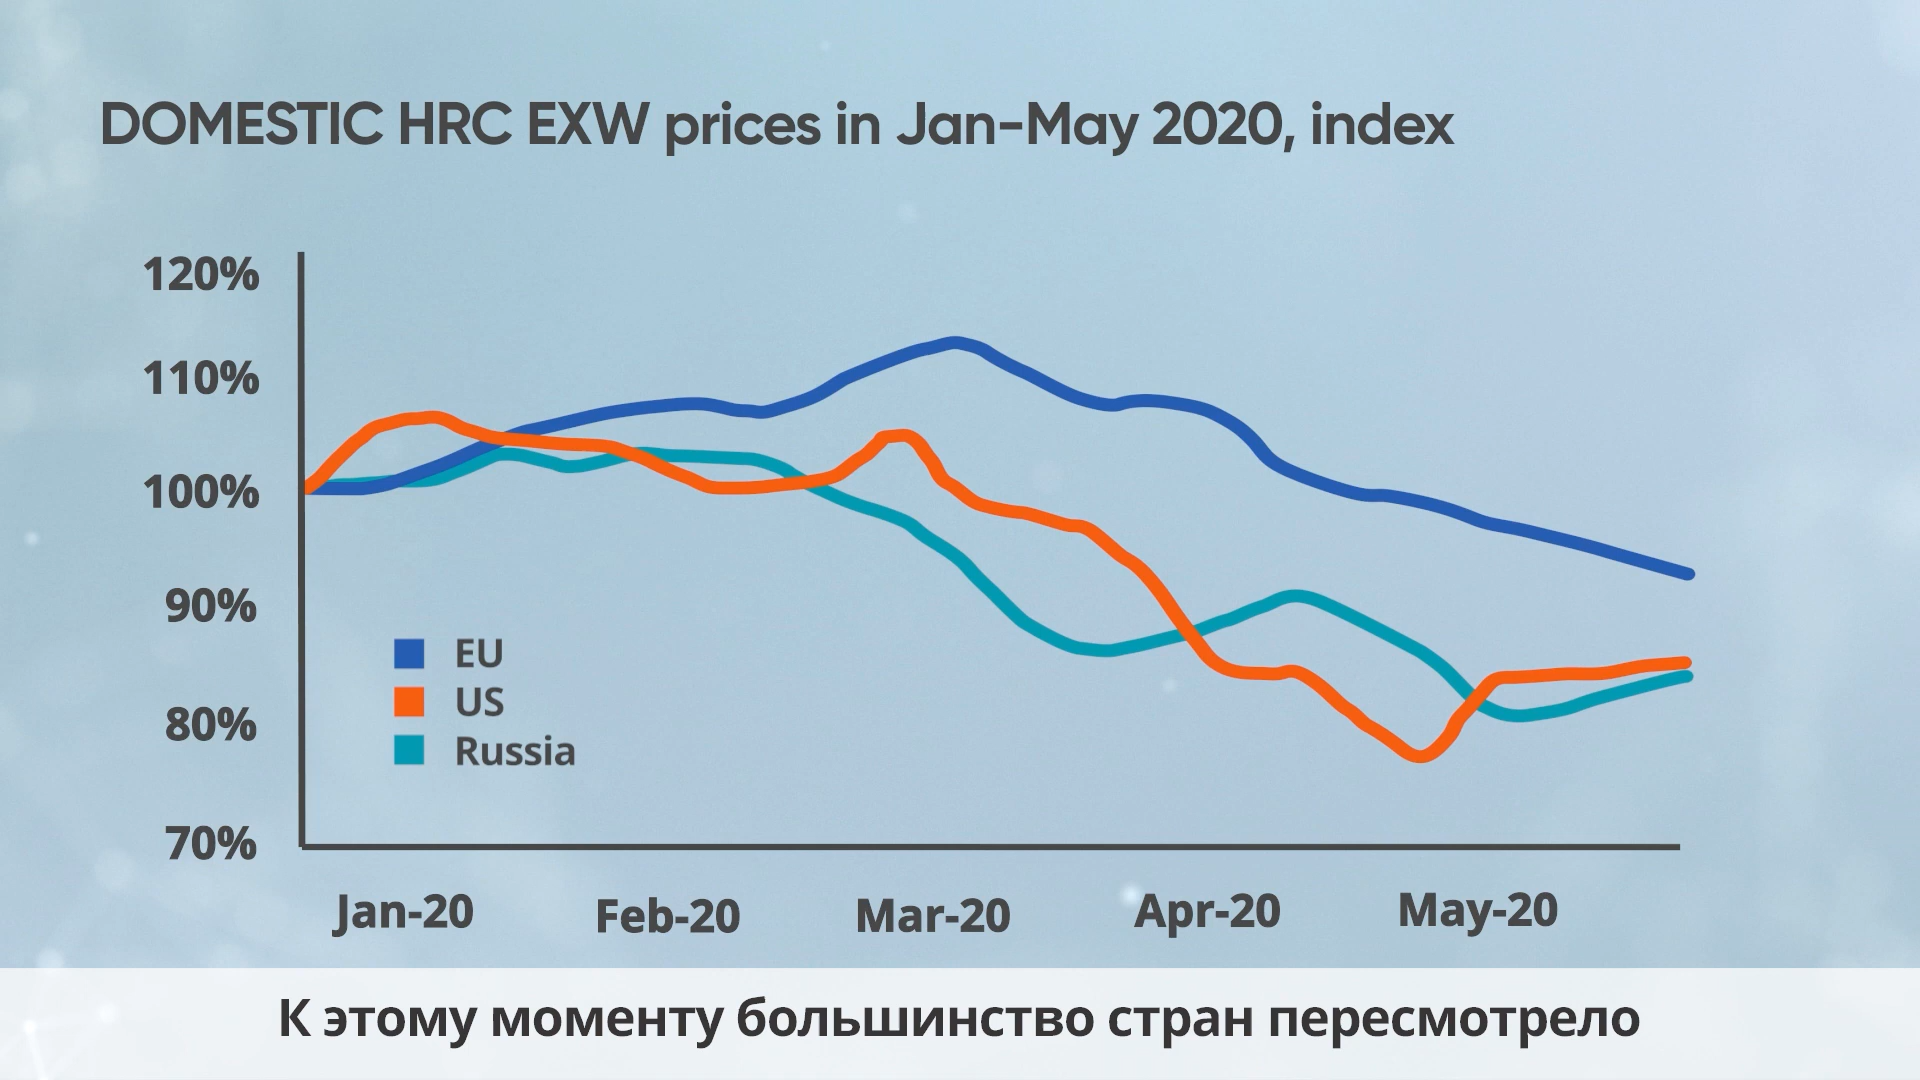 DOMESTIC HRC EXW prices in Jan-May 2020, index
120%
110%
100%
90%
80%
70%
EU
US
Russia
Jan-20 Feb-20 Mar-20 Apr-20 May-20
К этому моменту большинство стран пересмотрело